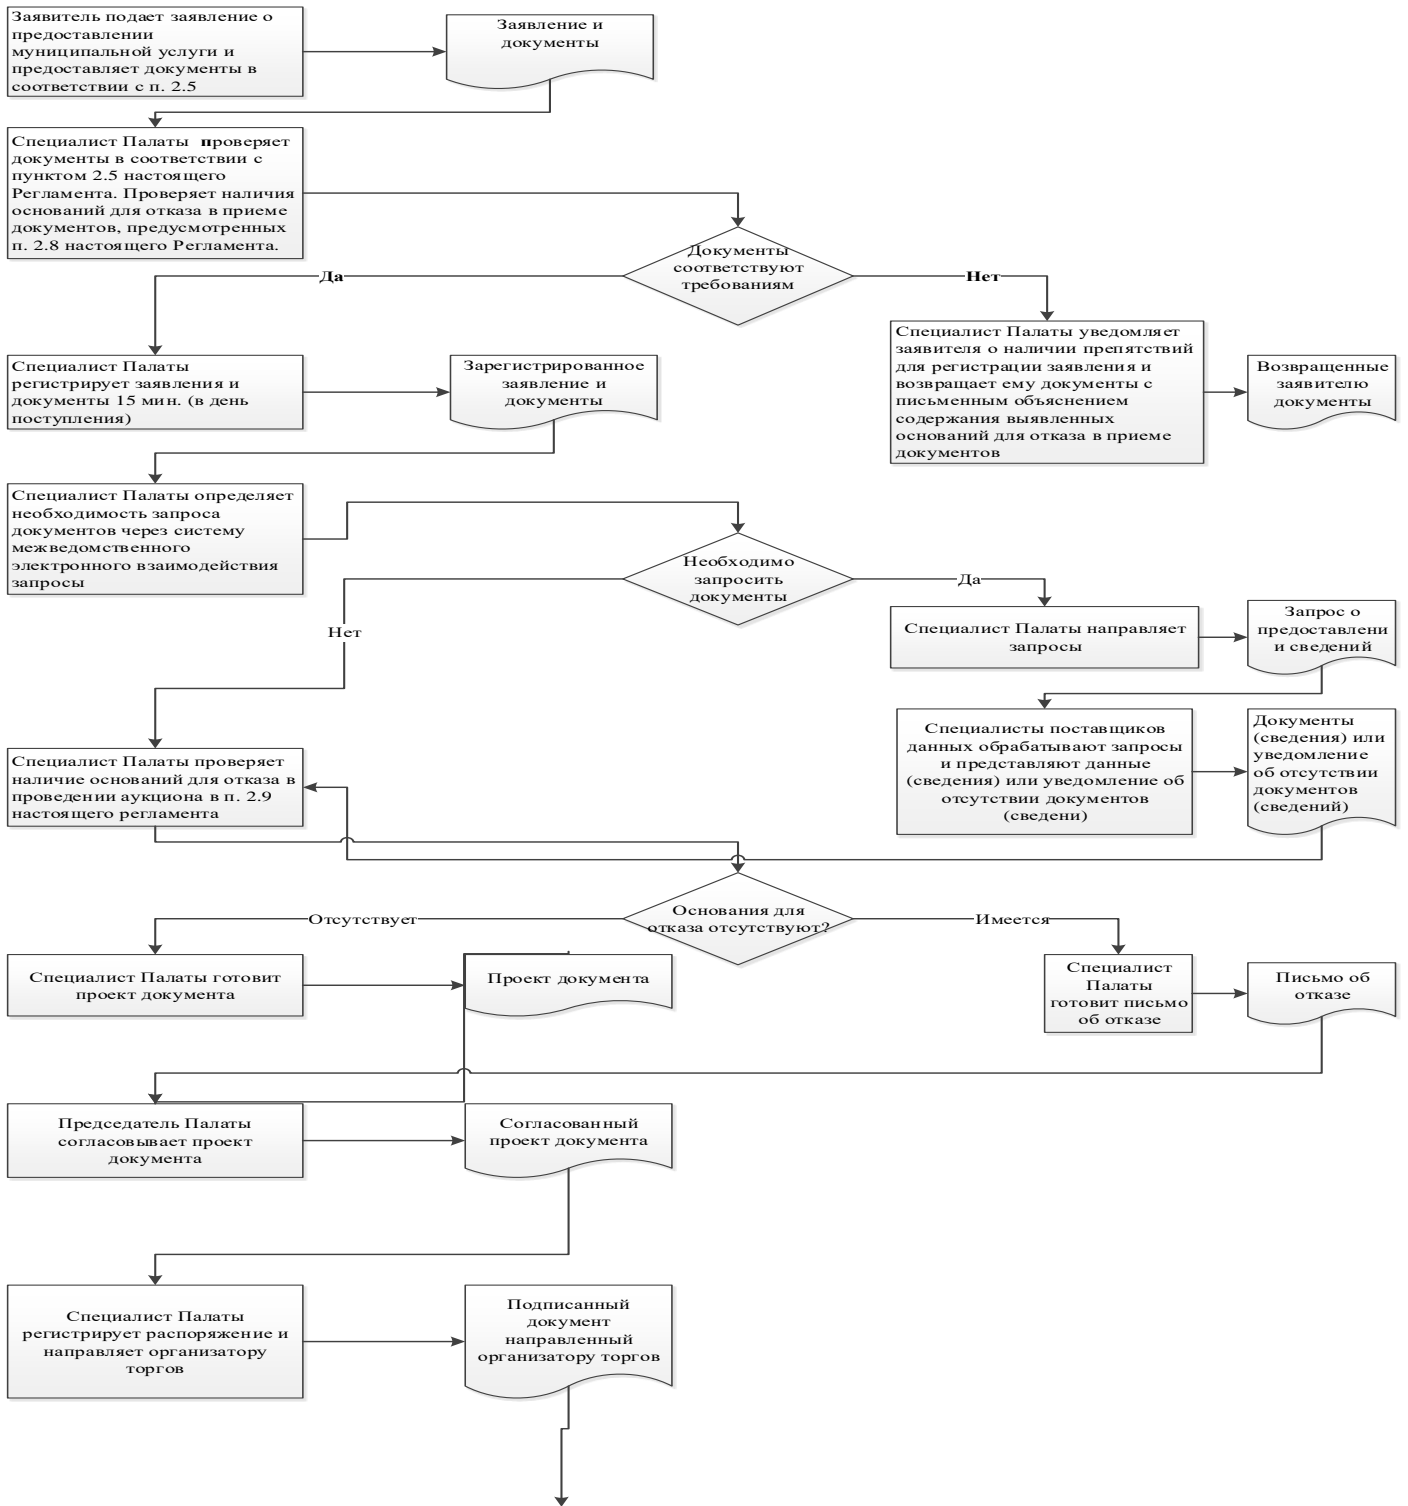 Заявитель подает заявление о
предоставлении
муниципальной услуги и
предоставляет документы в
соответствии с п. 2.5
Заявление и
документы
Специалист Палаты  проверяет
документы в соответствии с
пунктом 2.5 настоящего
Регламента. Проверяет наличия
оснований для отказа в приеме
документов, предусмотренных
п. 2.8 настоящего Регламента.
Документы
соответствуют
требованиям
Да
Нет
Специалист Палаты
регистрирует заявления и
документы 15 мин. (в день
поступления)
Зарегистрированное
заявление и
документы
Специалист Палаты уведомляет
заявителя о наличии препятствий
для регистрации заявления и
возвращает ему документы с
письменным объяснением
содержания выявленных
оснований для отказа в приеме
документов
Возвращенные
заявителю
документы
Специалист Палаты определяет
необходимость запроса
документов через систему
межведомственного
электронного взаимодействия
запросы
Необходимо
запросить
документы
Да
Нет
Специалист Палаты направляет
запросы
Запрос о
предоставлени
и сведений
Специалисты поставщиков
данных обрабатывают запросы
и представляют данные
(сведения) или уведомление об
отсутствии документов
(сведени)
Документы
(сведения) или
уведомление
об отсутствии
документов
(сведений)
Специалист Палаты проверяет
наличие оснований для отказа в
проведении аукциона в п. 2.9
настоящего регламента
Основания для
отказа отсутствуют?
Отсутствует
Имеется
Специалист Палаты готовит
проект документа
Проект документа
Специалист
Палаты
готовит письмо
об отказе
Письмо об
отказе
Председатель Палаты
согласовывает проект
документа
Согласованный
проект документа
Специалист Палаты
регистрирует распоряжение и
направляет организатору
торгов
Подписанный
документ
направленный
организатору торгов